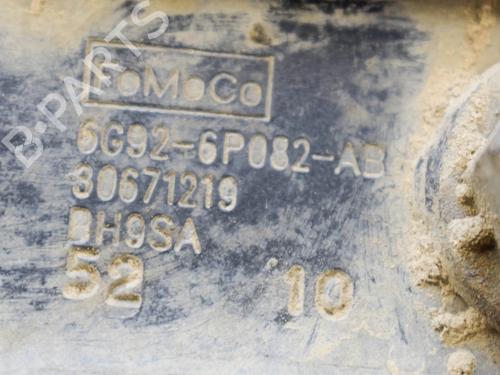 FoMoCo
6G92-6P082-AB
30671219
BH9SA
52 10
B-PARTS